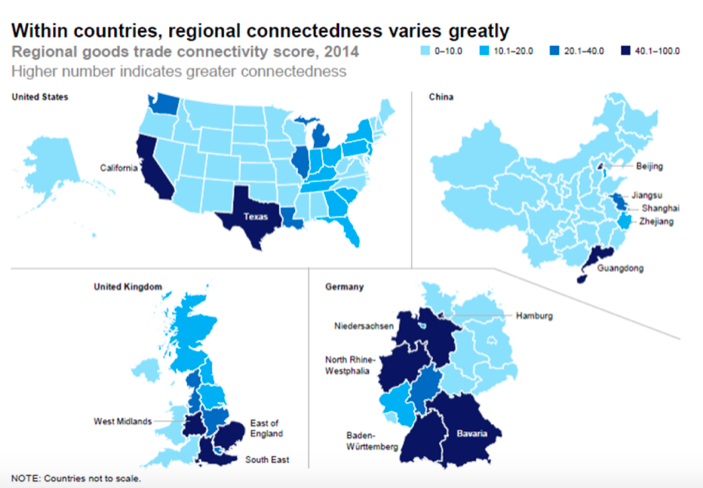 Within countries, regional connectedness varies greatly
Regional goods trade connectivity score, 2014
0–10.0
10.1–20.0
20.1–40.0
40.1–100.0
Higher number indicates greater connectedness
United States
California
Texas
China
Beijing
Jiangsu
Shanghai
Zhejiang
Guangdong
United Kingdom
West Midlands
East of
England
South East
Germany
Hamburg
Niedersachsen
North Rhine-
Westphalia
Baden-
Württemberg
Bavaria
NOTE: Countries not to scale.